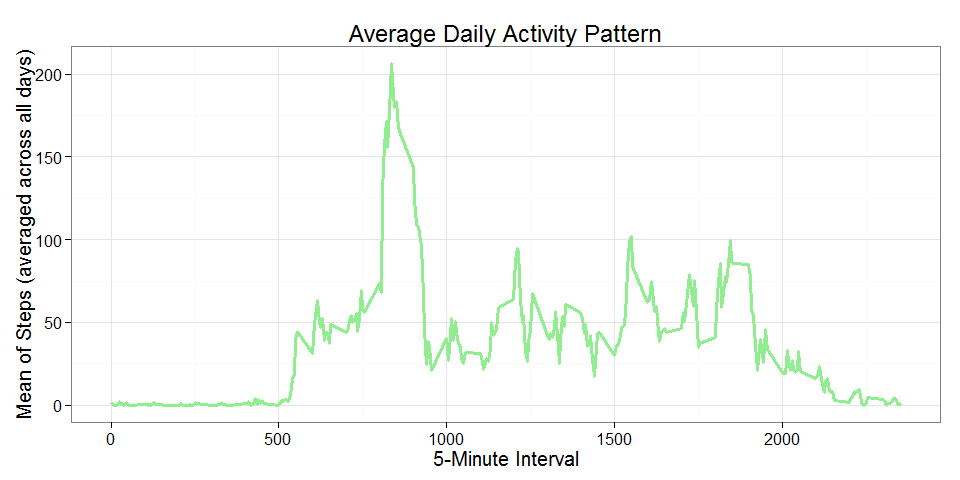 Average Daily Activity Pattern
Mean of Steps (averaged across all days)
200
150
100
50
0
0 500 1000 1500 2000
5-Minute Interval